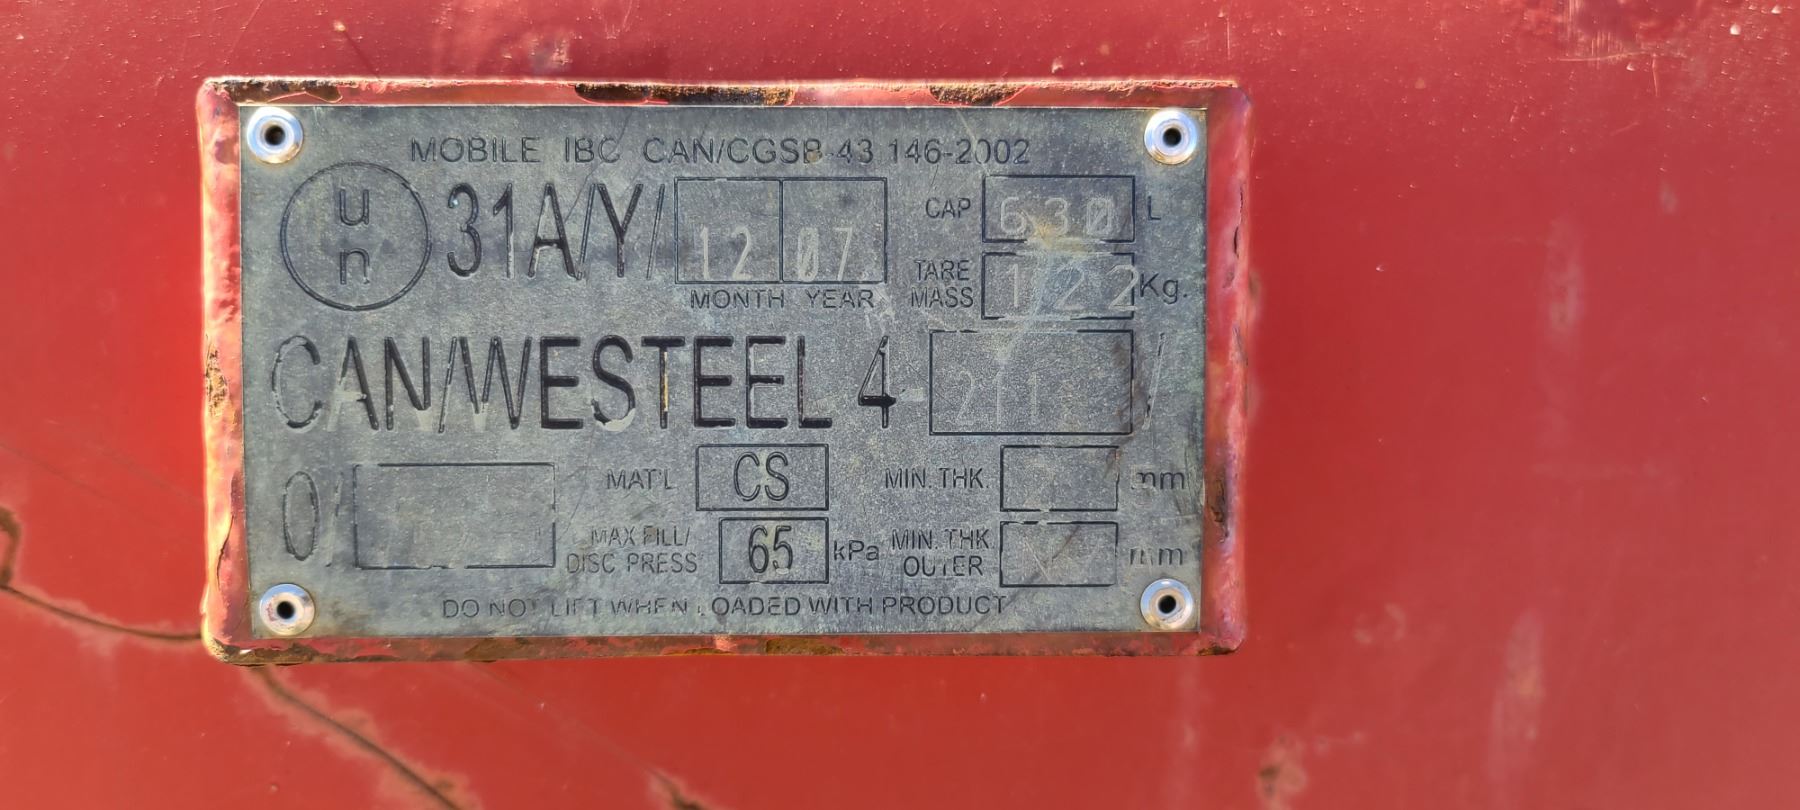 MOBILE IBC CAN/CGSB-43 146-2002
un 31A/Y/ 12 07 CAP 630 L
MONTH YEAR TARE MASS 122 Kg.
CAN/WESTEEL 4- /
0/ MAT'L CS MIN. THK. mm
MAX FILL/ DISC PRESS 65 kPa MIN. THK. OUTER mm
DO NOT LIFT WHEN LOADED WITH PRODUCT